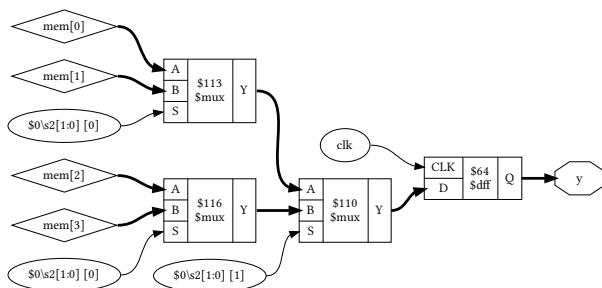 mem[0]
mem[1]
$0\s2[1:0] [0]
A
B
S
$113
$mux
Y
mem[2]
mem[3]
$0\s2[1:0] [0]
A
B
S
$116
$mux
Y
$0\s2[1:0] [1]
A
B
S
$110
$mux
Y
clk
CLK
D
$64
$dff
Q
y